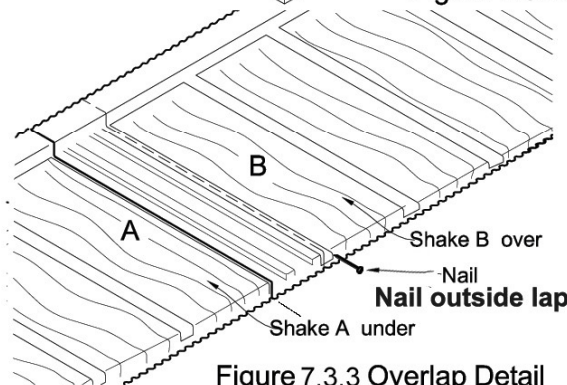 B
A
Shake B over
Nail
Nail outside lap
Shake A under
Figure 7.3.3 Overlap Detail